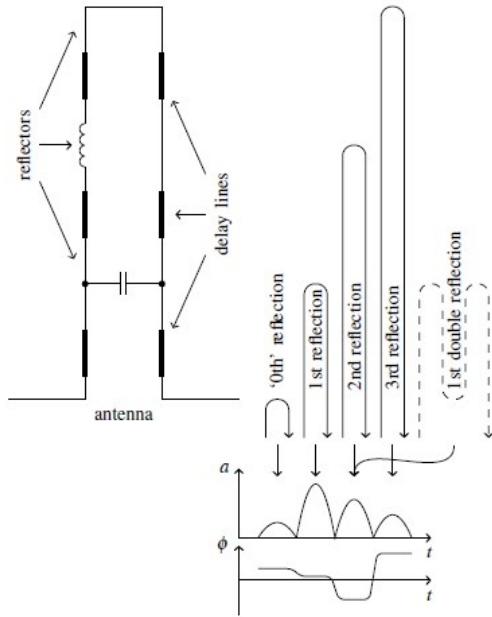 reflectors
delay lines
antenna
‘0th’ reflection
1st reflection
2nd reflection
3rd reflection
1st double reflection
a
t
ϕ
t